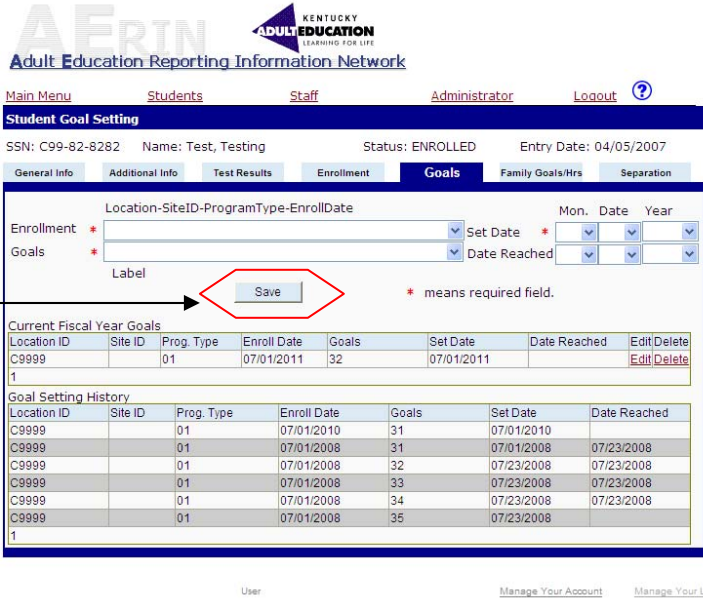 AERIN
KENTUCKY
ADULT EDUCATION
LEARNING FOR LIFE
Adult Education Reporting Information Network
Main Menu Students Staff Administrator Logout ?
Student Goal Setting
SSN: C99-82-8282 Name: Test, Testing Status: ENROLLED Entry Date: 04/05/2007
General Info Additional Info Test Results Enrollment Goals Family Goals/Hrs Separation
Location-SiteID-ProgramType-EnrollDate Mon. Date Year
Enrollment * Set Date *
Goals * Date Reached
Label
Save * means required field.
Current Fiscal Year Goals
Location ID Site ID Prog. Type Enroll Date Goals Set Date Date Reached Edit Delete
C9999 01 07/01/2011 32 07/01/2011 Edit Delete
1
Goal Setting History
Location ID Site ID Prog. Type Enroll Date Goals Set Date Date Reached
C9999 01 07/01/2010 31 07/01/2010
C9999 01 07/01/2008 31 07/01/2008 07/23/2008
C9999 01 07/01/2008 32 07/23/2008 07/23/2008
C9999 01 07/01/2008 33 07/23/2008 07/23/2008
C9999 01 07/01/2008 34 07/23/2008 07/23/2008
C9999 01 07/01/2008 35 07/23/2008
1
User Manage Your Account Manage Your